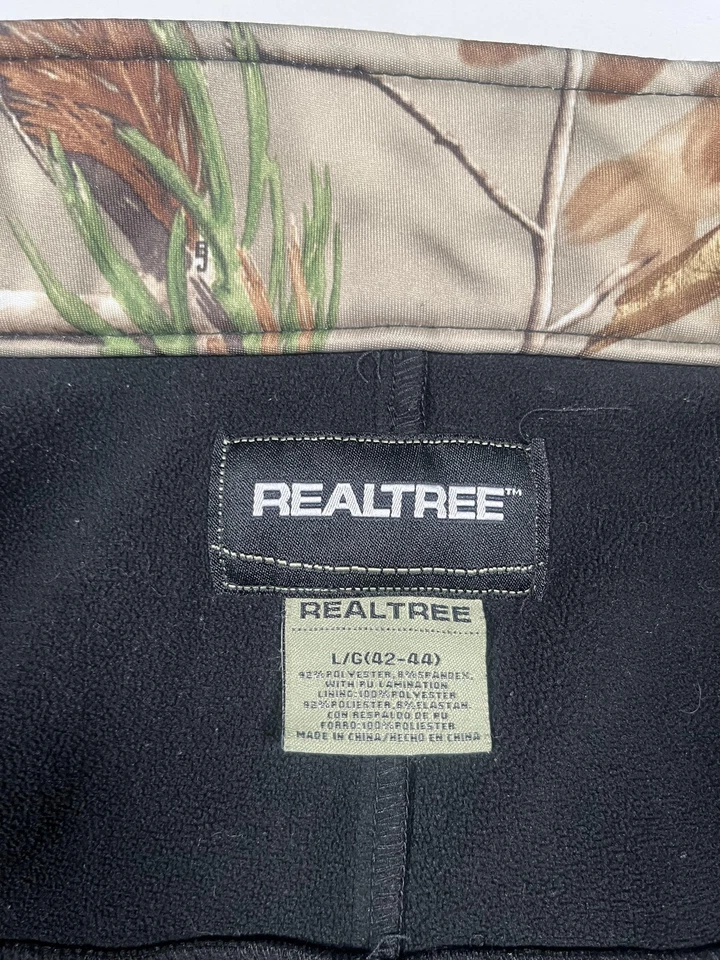 REALTREE™
REALTREE
L/G(42-44)
92%POLYESTER,8%SPANDEX,
WITH PU LAMINATION
LINING:100%POLYESTER
92%POLIESTER,8%ELASTAN.
CON RESPALDO DE PU
FORRO:100%POLIESTER
MADE IN CHINA/HECHO EN CHINA